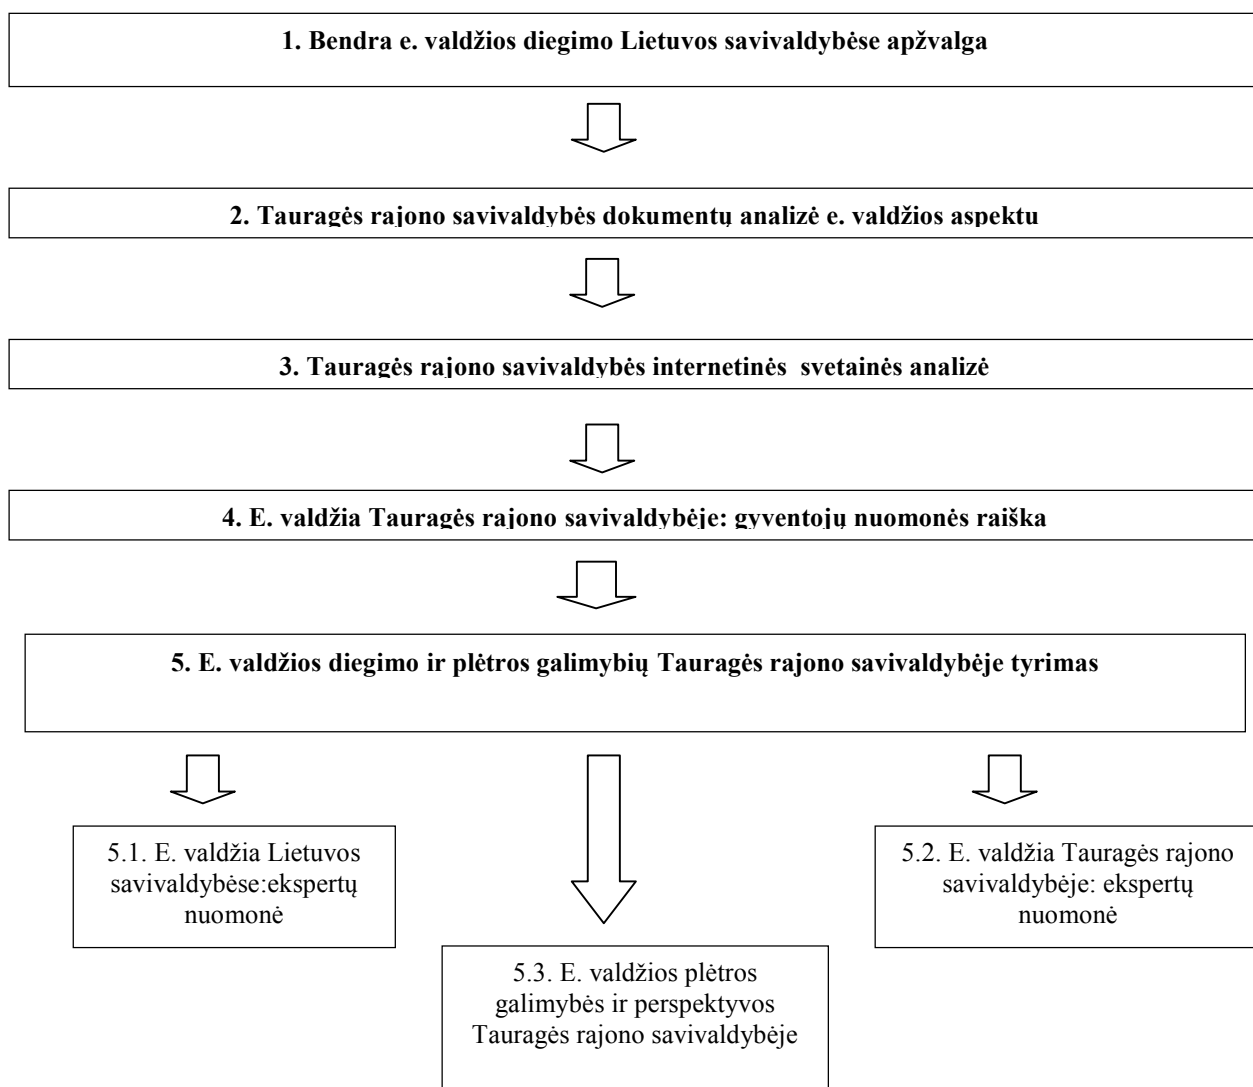 1. Bendra e. valdžios diegimo Lietuvos savivaldybėse apžvalga
2. Tauragės rajono savivaldybės dokumentų analizė e. valdžios aspektu
3. Tauragės rajono savivaldybės internetinės svetainės analizė
4. E. valdžia Tauragės rajono savivaldybėje: gyventojų nuomonės raiška
5. E. valdžios diegimo ir plėtros galimybių Tauragės rajono savivaldybėje tyrimas
5.1. E. valdžia Lietuvos
savivaldybėse:ekspertų
nuomonė
5.2. E. valdžia Tauragės rajono
savivaldybėje: ekspertų
nuomonė
5.3. E. valdžios plėtros
galimybės ir perspektyvos
Tauragės rajono savivaldybėje